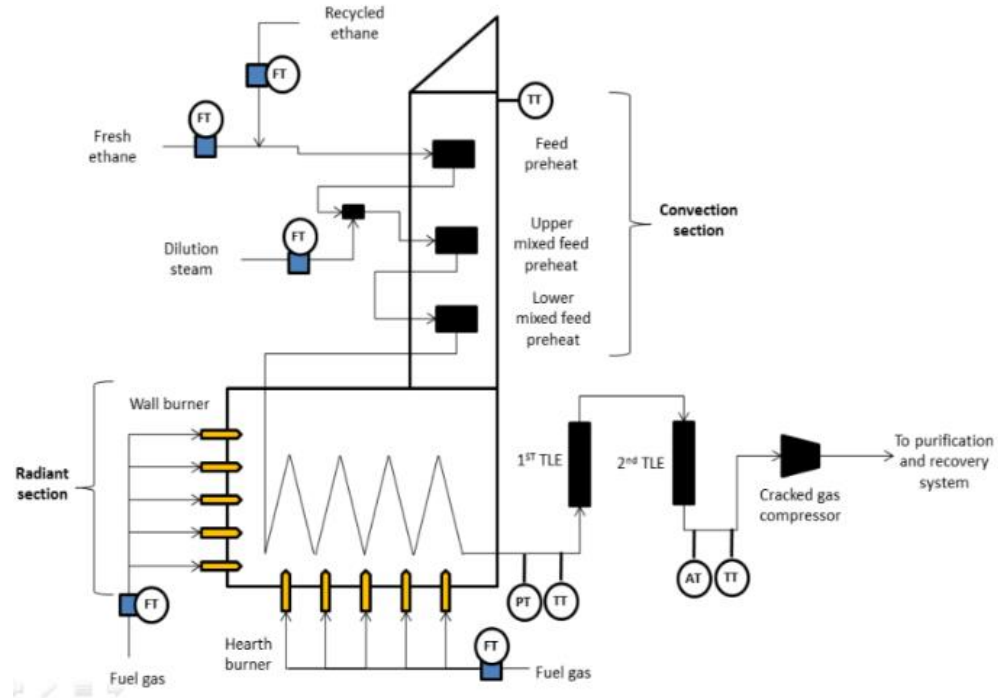 Recycled
ethane
FT
FT
TT
Fresh
ethane
Feed
preheat
Convection
section
FT
Upper
mixed feed
preheat
Dilution
steam
Lower
mixed feed
preheat
Wall burner
Radiant
section
1ST TLE
2nd TLE
To purification
and recovery
system
Cracked gas
compressor
FT
PT
TT
AT
TT
Hearth
burner
FT
Fuel gas
Fuel gas